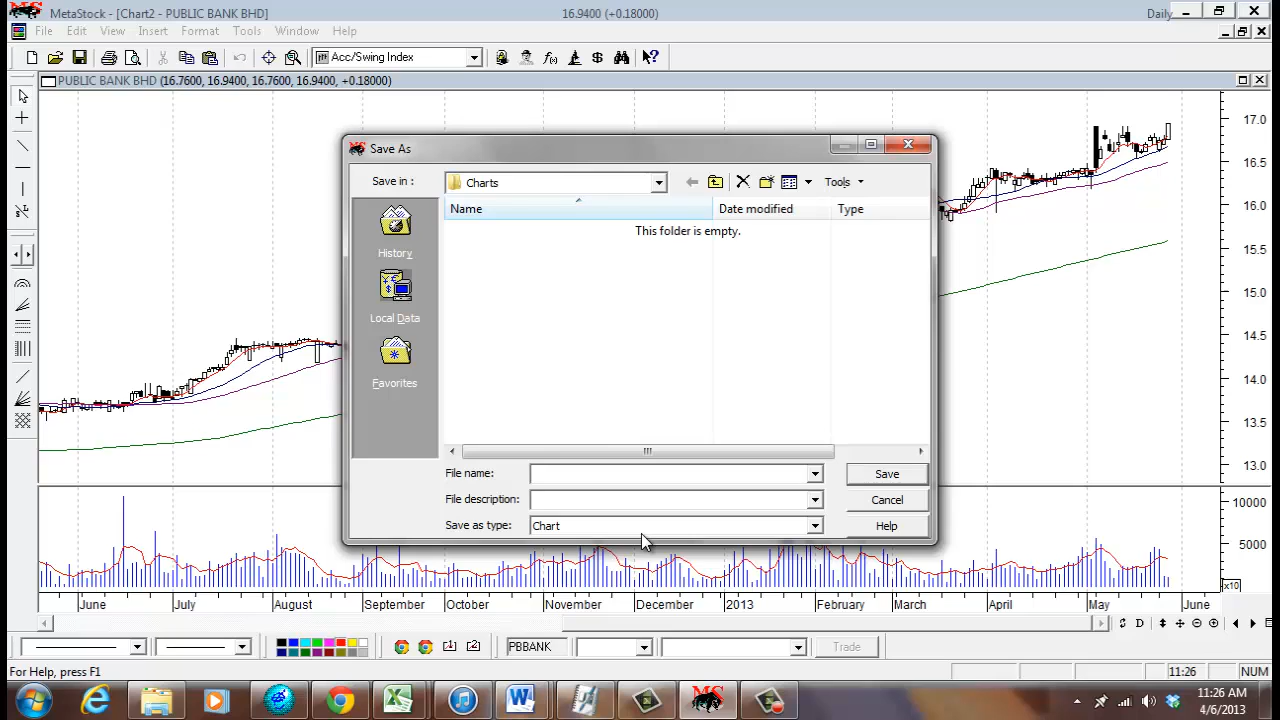 MetaStock - [Chart2 - PUBLIC BANK BHD] 16.9400 (+0.18000) Daily
File Edit View Insert Format Tools Window Help
Acc/Swing Index
PUBLIC BANK BHD (16.7600, 16.9400, 16.7600, 16.9400, +0.18000)
17.0
16.5
16.0
15.5
15.0
14.5
14.0
13.5
13.0
10000
5000
x10
Save As
Save in : Charts Tools
Name Date modified Type
This folder is empty.
History
Local Data
Favorites
File name: Save
File description: Cancel
Save as type: Chart Help
June July August September October November December 2013 February March April May June
PBBANK Trade
For Help, press F1 11:26 NUM
11:26 AM
4/6/2013